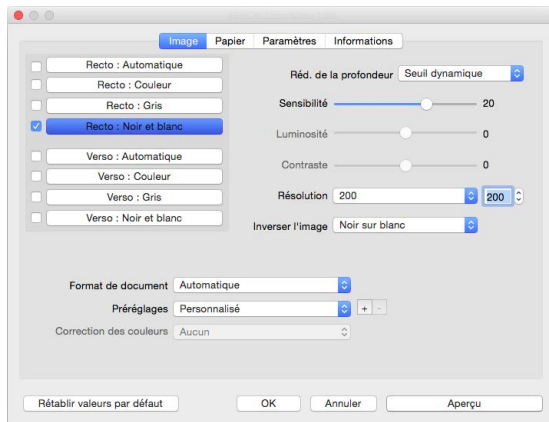 Image Papier Paramètres Informations
Recto : Automatique
Recto : Couleur
Recto : Gris
Recto : Noir et blanc
Verso : Automatique
Verso : Couleur
Verso : Gris
Verso : Noir et blanc
Réd. de la profondeur Seuil dynamique
Sensibilité 20
Luminosité 0
Contraste 0
Résolution 200 200
Inverser l'image Noir sur blanc
Format de document Automatique
Préréglages Personnalisé + -
Correction des couleurs Aucun
Rétablir valeurs par défaut OK Annuler Aperçu